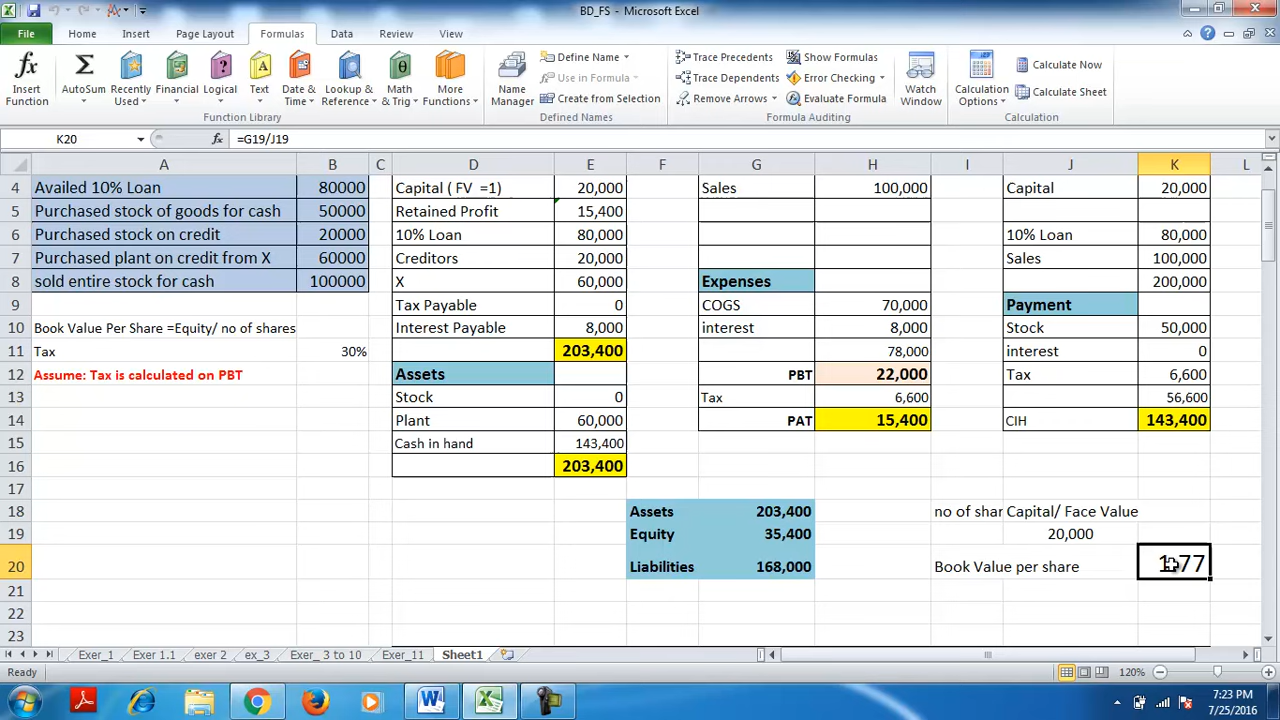 BD_FS - Microsoft Excel
File Home Insert Page Layout Formulas Data Review View
Insert Function
AutoSum
Recently Used
Financial
Logical
Text
Date & Time
Lookup & Reference
Math & Trig
More Functions
Function Library
Name Manager
Define Name
Use in Formula
Create from Selection
Defined Names
Trace Precedents
Trace Dependents
Remove Arrows
Show Formulas
Error Checking
Evaluate Formula
Formula Auditing
Watch Window
Calculation Options
Calculate Now
Calculate Sheet
Calculation
K20 fx =G19/J19
A B C D E F G H I J K L
4 Availed 10% Loan 80000 Capital ( FV =1) 20,000 Sales 100,000 Capital 20,000
5 Purchased stock of goods for cash 50000 Retained Profit 15,400
6 Purchased stock on credit 20000 10% Loan 80,000 10% Loan 80,000
7 Purchased plant on credit from X 60000 Creditors 20,000 Sales 100,000
8 sold entire stock for cash 100000 X 60,000 Expenses 200,000
9 Tax Payable 0 COGS 70,000 Payment
10 Book Value Per Share =Equity/ no of shares Interest Payable 8,000 interest 8,000 Stock 50,000
11 Tax 30% 203,400 78,000 interest 0
12 Assume: Tax is calculated on PBT Assets PBT 22,000 Tax 6,600
13 Stock 0 Tax 6,600 56,600
14 Plant 60,000 PAT 15,400 CIH 143,400
15 Cash in hand 143,400
16 203,400
17
18 Assets 203,400 no of shar Capital/ Face Value
19 Equity 35,400 20,000
20 Liabilities 168,000 Book Value per share 1.77
21
22
23
Exer_1 Exer 1.1 exer 2 ex_3 Exer_ 3 to 10 Exer_11 Sheet1
Ready 120%
7:23 PM
7/25/2016